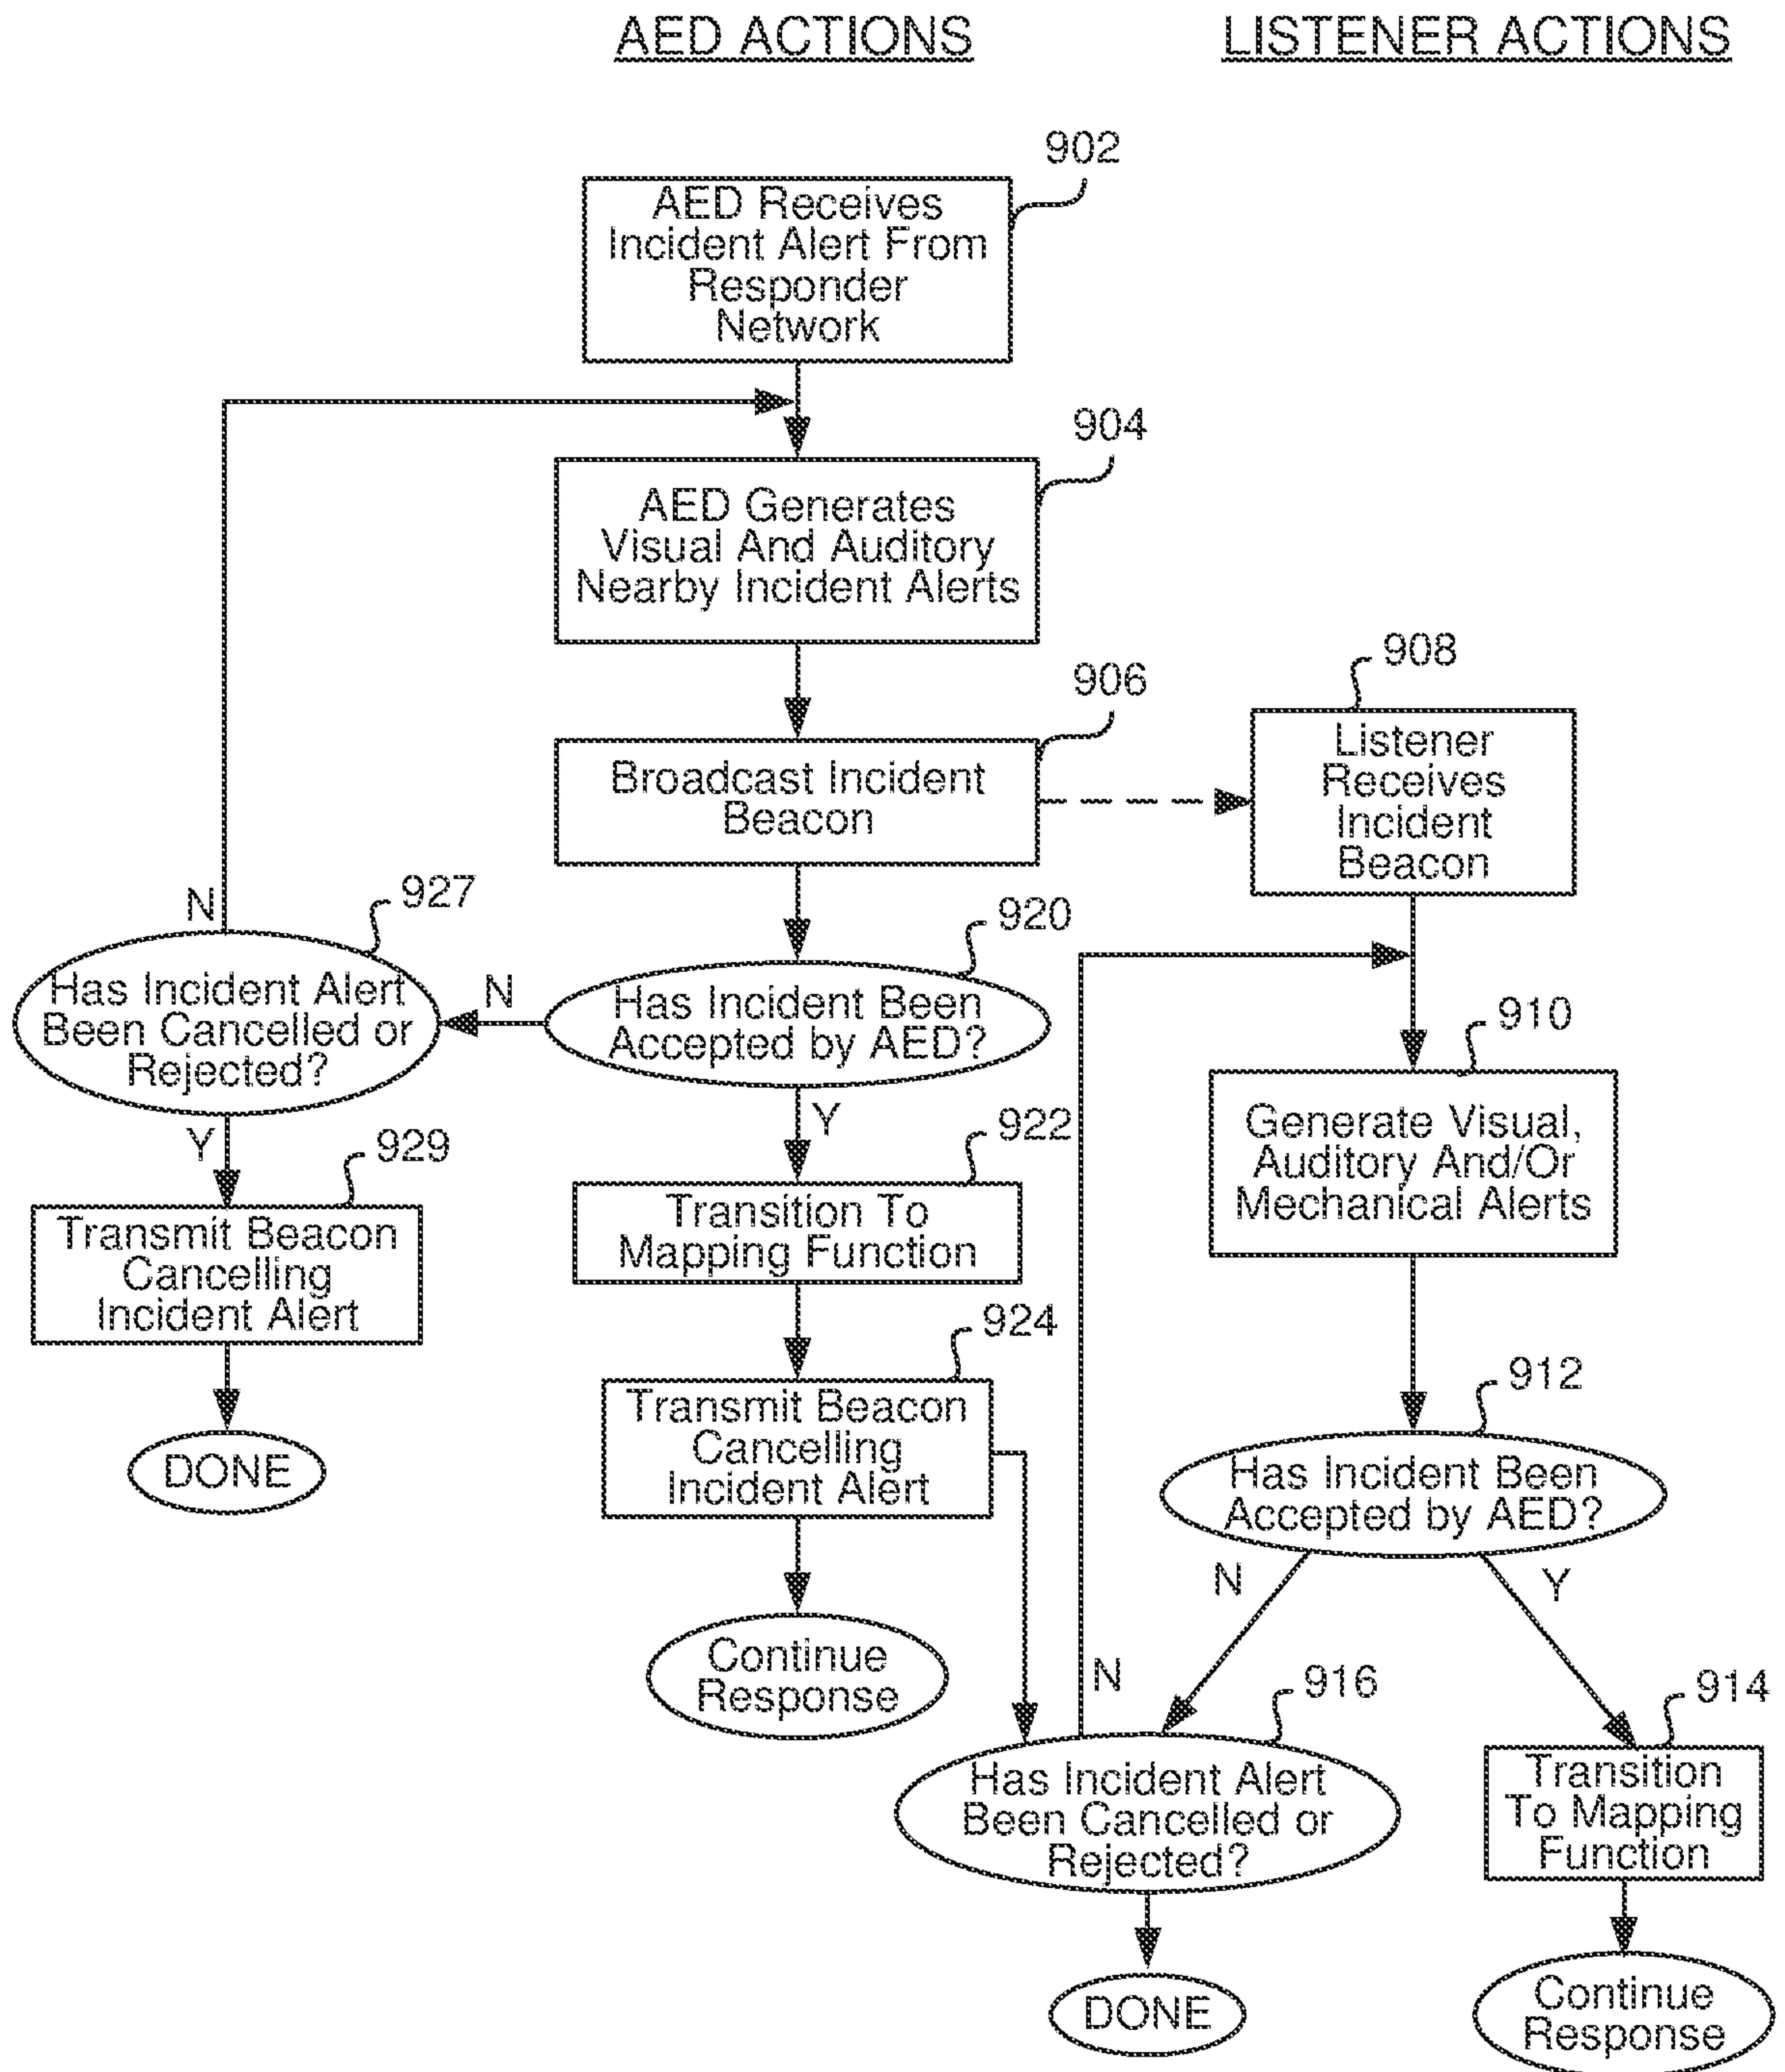 AED ACTIONS
LISTENER ACTIONS
902
AED Receives
Incident Alert From
Responder
Network
904
AED Generates
Visual And Auditory
Nearby Incident Alerts
906
Broadcast Incident
Beacon
908
Listener
Receives
Incident
Beacon
N
927
Has Incident Alert
Been Cancelled or
Rejected?
N
920
Has Incident Been
Accepted by AED?
Y
929
Transmit Beacon
Cancelling
Incident Alert
DONE
Y
922
Transition To
Mapping Function
924
Transmit Beacon
Cancelling
Incident Alert
Continue
Response
910
Generate Visual,
Auditory And/Or
Mechanical Alerts
912
Has Incident Been
Accepted by AED?
N
Y
N
916
Has Incident Alert
Been Cancelled or
Rejected?
DONE
914
Transition
To Mapping
Function
Continue
Response